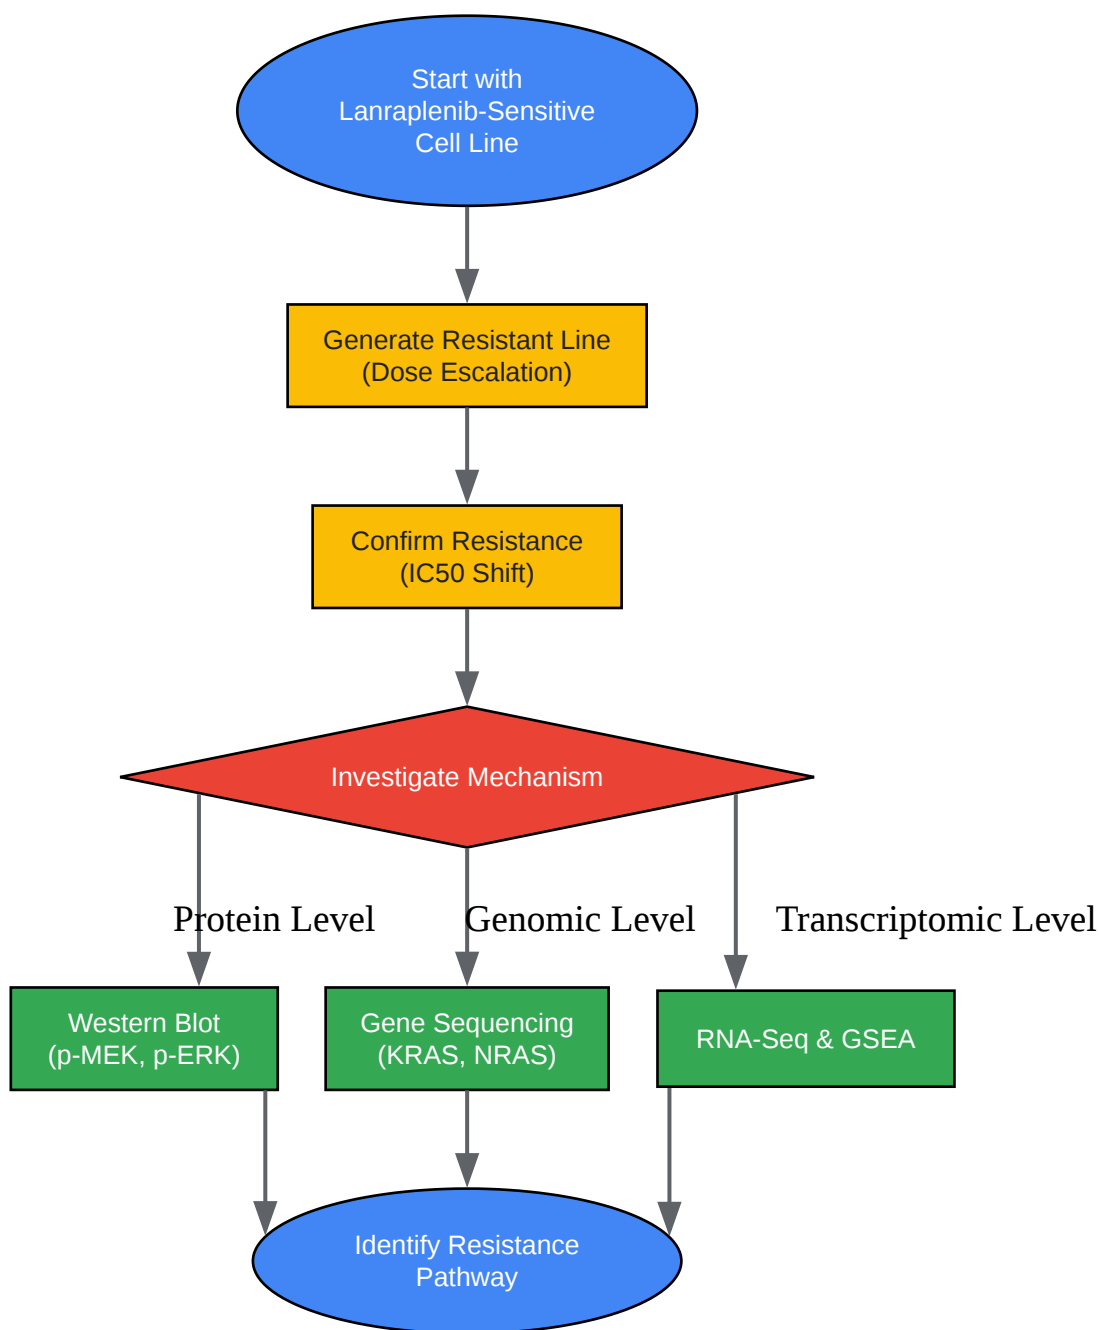 Start with
Lanraplenib-Sensitive
Cell Line
Generate Resistant Line
(Dose Escalation)
Confirm Resistance
(IC50 Shift)
Investigate Mechanism
Protein Level
Genomic Level
Transcriptomic Level
Western Blot
(p-MEK, p-ERK)
Gene Sequencing
(KRAS, NRAS)
RNA-Seq & GSEA
Identify Resistance
Pathway